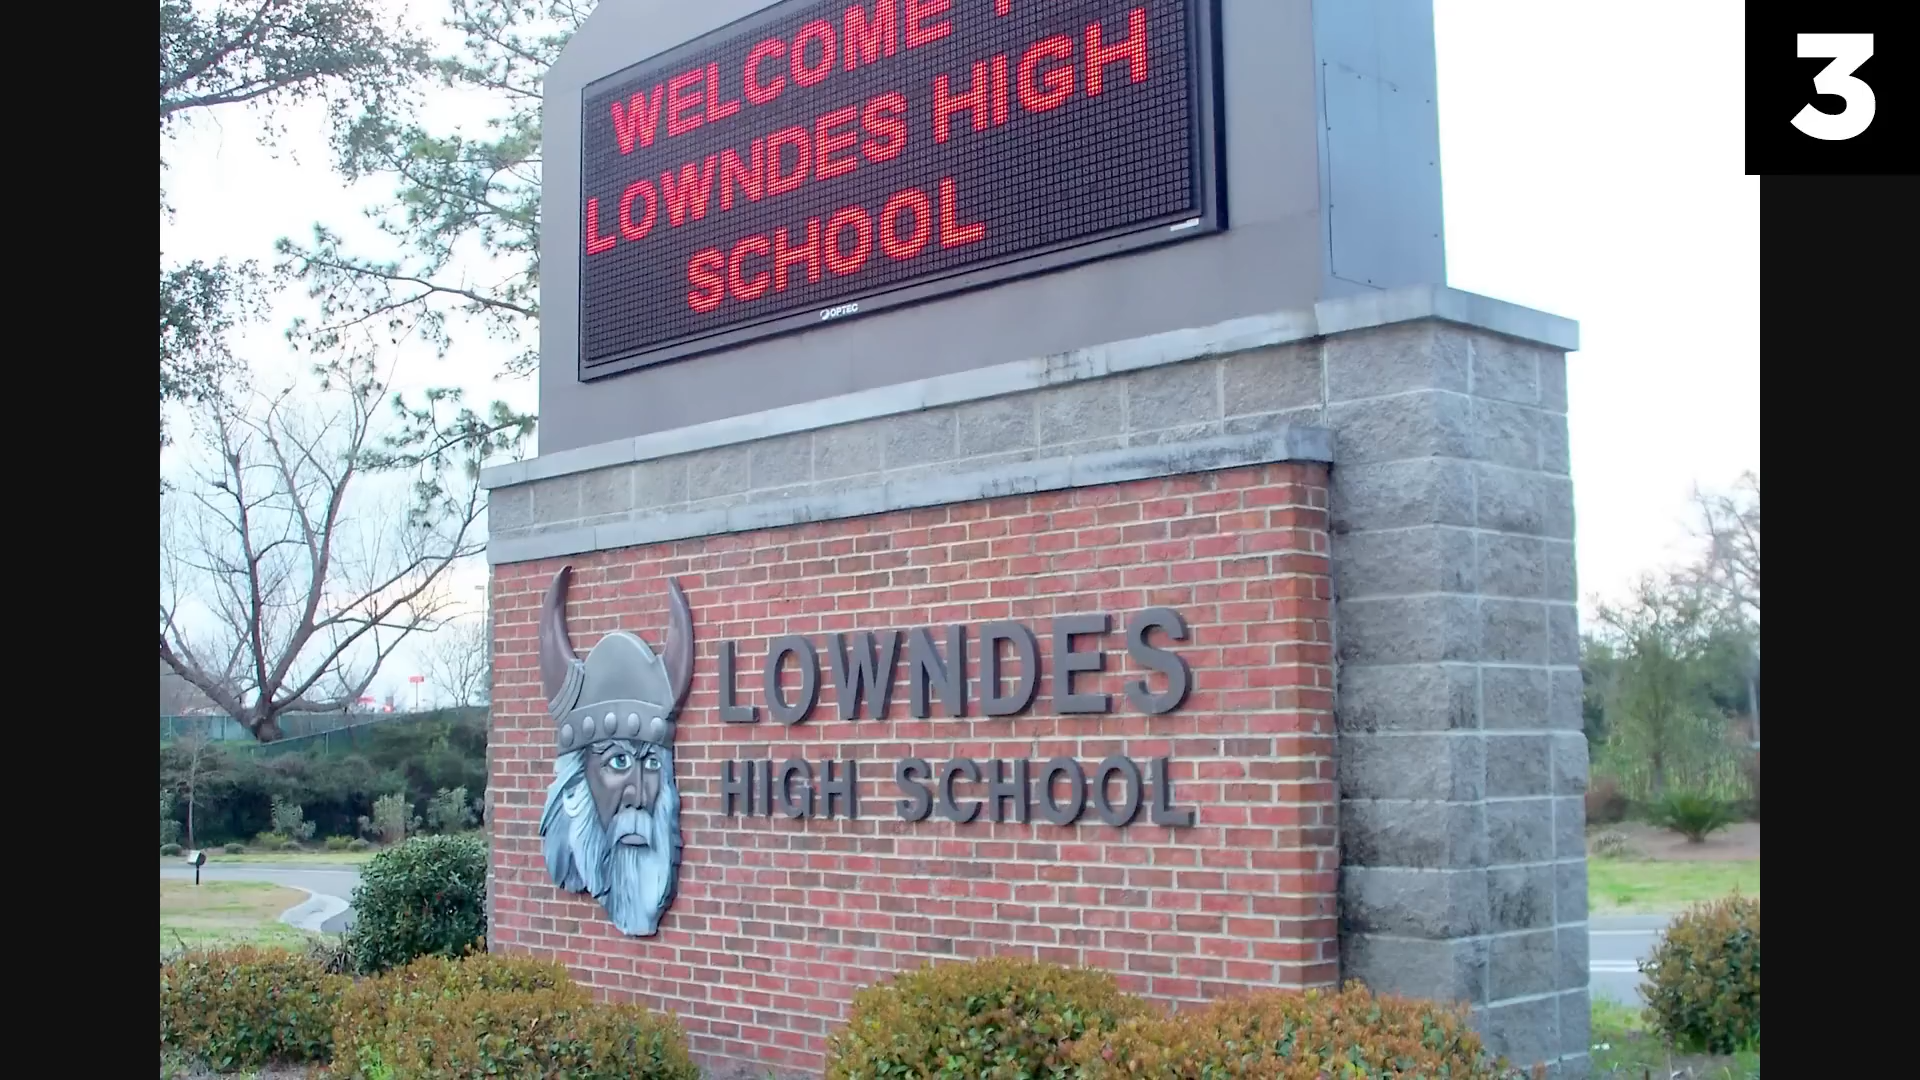 3
WELCOME T
LOWNDES HIGH
SCHOOL
OPTEC
LOWNDES
HIGH SCHOOL